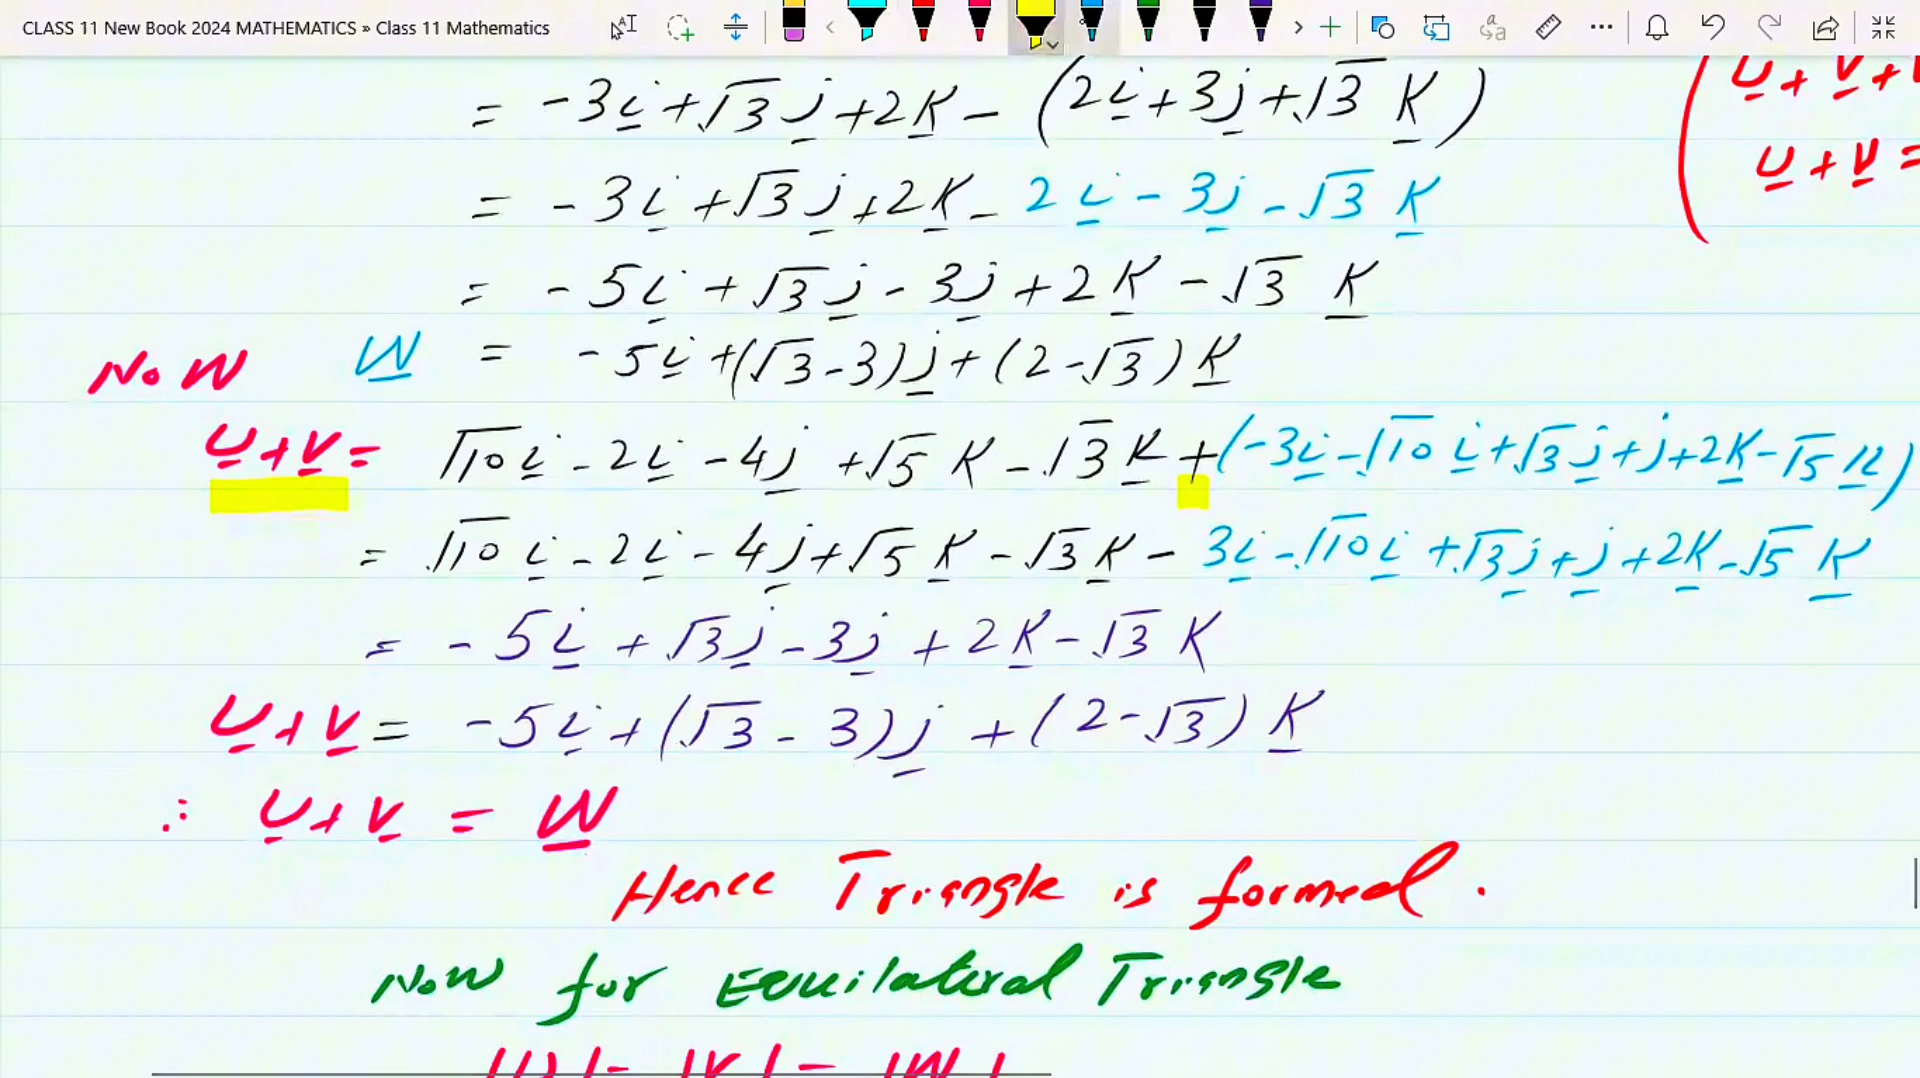 CLASS 11 New Book 2024 MATHEMATICS » Class 11 Mathematics
= -3i + √3 j + 2K - (2i + 3j + √3 K)
U + V +
= -3i + √3 j + 2K - 2i - 3j - √3 K
U + V =
= -5i + √3 j - 3j + 2K - √3 K
Now W = -5i + (√3 - 3)j + (2 - √3)K
U + V = √10 i - 2i - 4j + √5 K - √3 K + (-3i - √10 i + √3 j + j + 2K - √5 K)
= √10 i - 2i - 4j + √5 K - √3 K - 3i - √10 i + √3 j + j + 2K - √5 K
= -5i + √3 j - 3j + 2K - √3 K
U + V = -5i + (√3 - 3)j + (2 - √3)K
∴ U + V = W
Hence Triangle is formed.
Now for Equilateral Triangle
|U| = |V| = |W|